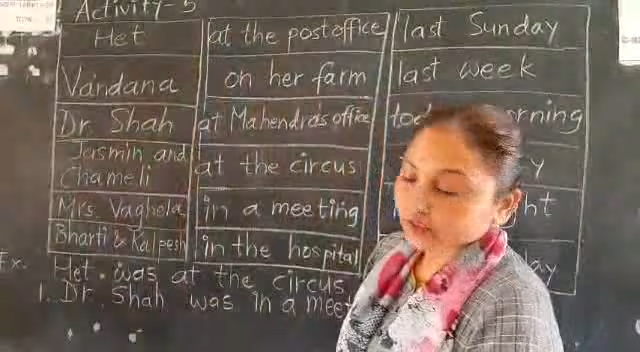 Activity-5
Het at the postoffice last Sunday
Vandana on her farm last week
Dr. Shah at Mahendra's office
Jasmin and
Chameli at the circus
Mrs. Vaghela in a meeting
Bharti & Kalpesh in the hospital
Ex. Het was at the circus
1. Dr. Shah was in a